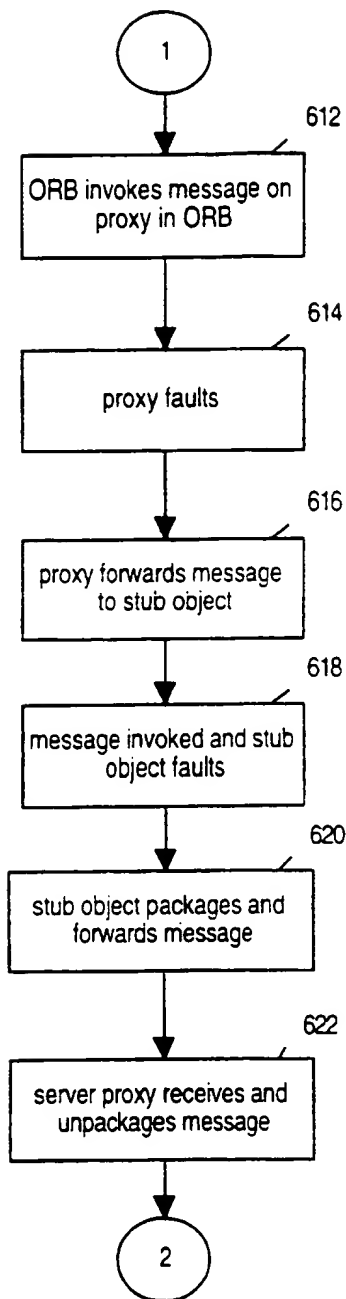 1
612
ORB invokes message on
proxy in ORB
614
proxy faults
616
proxy forwards message
to stub object
618
message invoked and stub
object faults
620
stub object packages and
forwards message
622
server proxy receives and
unpackages message
2